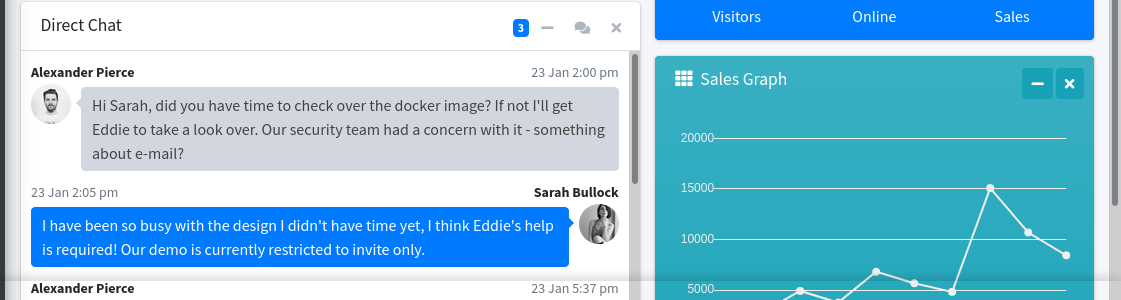 Direct Chat
3
Alexander Pierce
23 Jan 2:00 pm
Hi Sarah, did you have time to check over the docker image? If not I'll get
Eddie to take a look over. Our security team had a concern with it - something
about e-mail?
23 Jan 2:05 pm
Sarah Bullock
I have been so busy with the design I didn't have time yet, I think Eddie's help
is required! Our demo is currently restricted to invite only.
Alexander Pierce
23 Jan 5:37 pm
Visitors
Online
Sales
Sales Graph
20000
15000
10000
5000